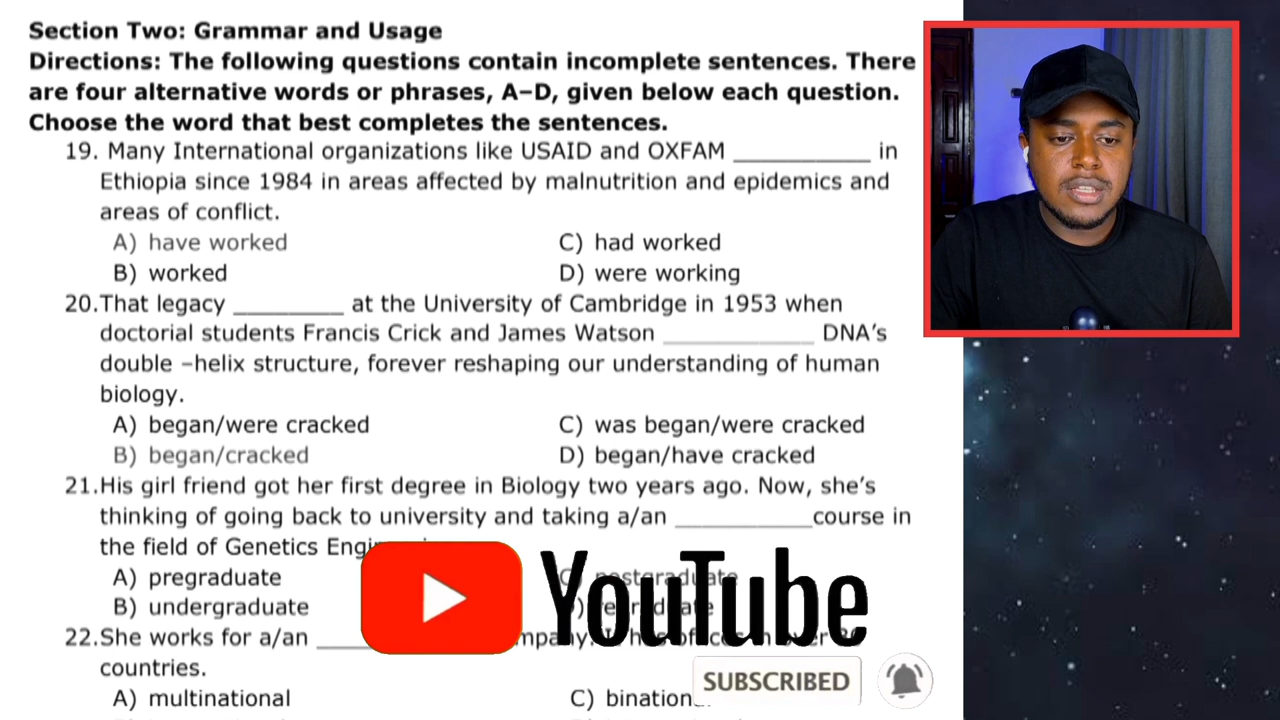 Section Two: Grammar and Usage
Directions: The following questions contain incomplete sentences. There
are four alternative words or phrases, A–D, given below each question.
Choose the word that best completes the sentences.
19. Many International organizations like USAID and OXFAM __________ in
Ethiopia since 1984 in areas affected by malnutrition and epidemics and
areas of conflict.
A) have worked
C) had worked
B) worked
D) were working
20.That legacy ________ at the University of Cambridge in 1953 when
doctorial students Francis Crick and James Watson ___________ DNA's
double –helix structure, forever reshaping our understanding of human
biology.
A) began/were cracked
C) was began/were cracked
B) began/cracked
D) began/have cracked
21.His girl friend got her first degree in Biology two years ago. Now, she's
thinking of going back to university and taking a/an __________course in
the field of Genetics
A) pregraduate
C) postgraduate
B) undergraduate
22.She works for a/an ____
countries.
A) multinational
C)
YouTube
SUBSCRIBED